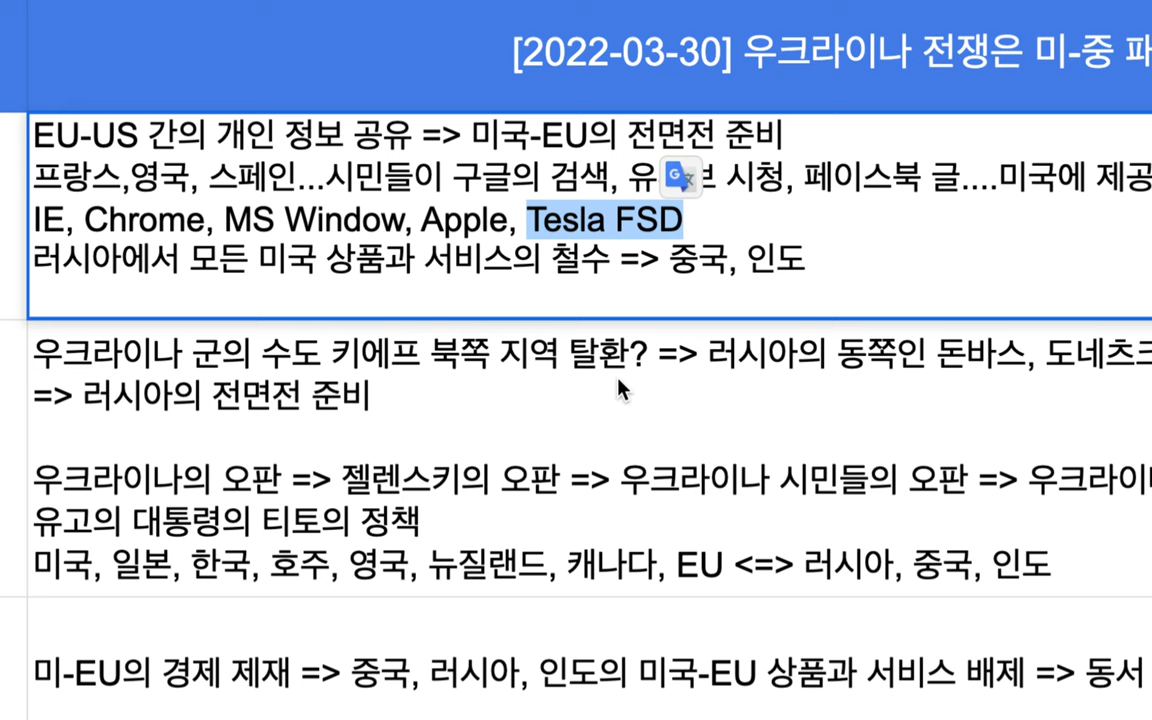 [2022-03-30] 우크라이나 전쟁은 미-중 패
EU-US 간의 개인 정보 공유 => 미국-EU의 전면전 준비
프랑스,영국, 스페인...시민들이 구글의 검색, 유 브 시청, 페이스북 글....미국에 제공
IE, Chrome, MS Window, Apple, Tesla FSD
러시아에서 모든 미국 상품과 서비스의 철수 => 중국, 인도
우크라이나 군의 수도 키에프 북쪽 지역 탈환? => 러시아의 동쪽인 돈바스, 도네츠크
=> 러시아의 전면전 준비
우크라이나의 오판 => 젤렌스키의 오판 => 우크라이나 시민들의 오판 => 우크라이
유고의 대통령의 티토의 정책
미국, 일본, 한국, 호주, 영국, 뉴질랜드, 캐나다, EU <=> 러시아, 중국, 인도
미-EU의 경제 제재 => 중국, 러시아, 인도의 미국-EU 상품과 서비스 배제 => 동서